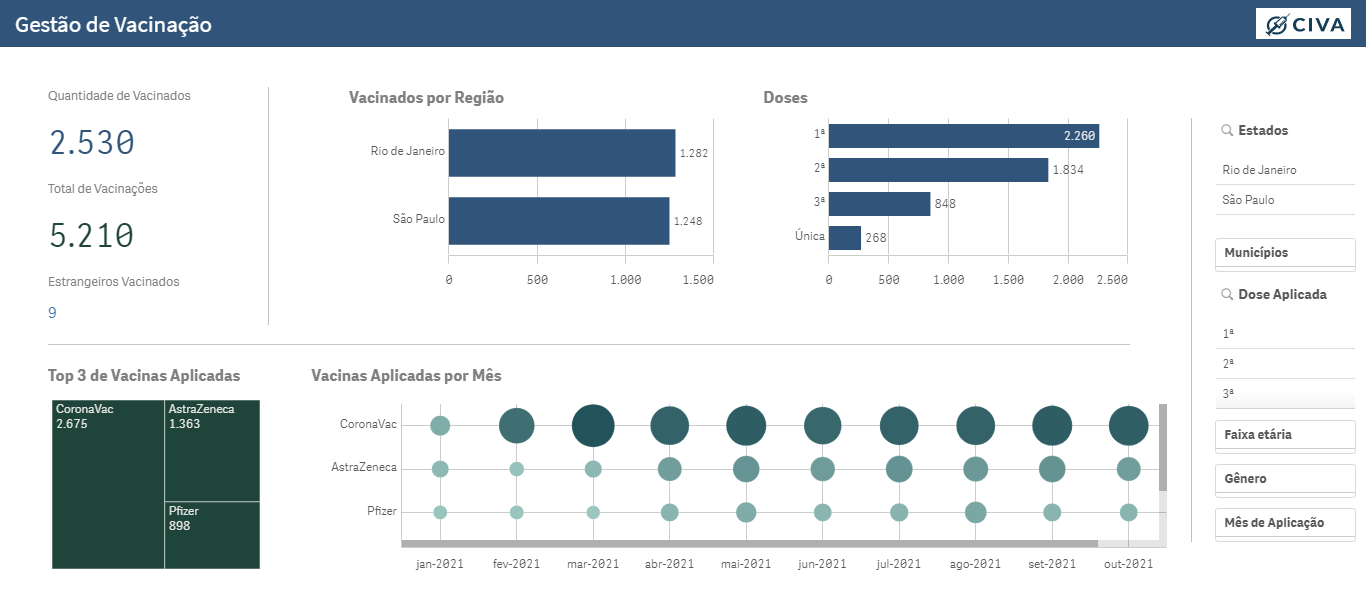 Gestão de Vacinação
CIVA
Quantidade de Vacinados
2.530
Total de Vacinações
5.210
Estrangeiros Vacinados
9
Vacinados por Região
Rio de Janeiro
1.282
São Paulo
1.248
0 500 1.000 1.500
Doses
1ª
2.260
2ª
1.834
3ª
848
Única
268
0 500 1.000 1.500 2.000 2.500
Estados
Rio de Janeiro
São Paulo
Municípios
Dose Aplicada
1ª
2ª
3ª
Faixa etária
Gênero
Mês de Aplicação
Top 3 de Vacinas Aplicadas
CoronaVac
2.675
AstraZeneca
1.363
Pfizer
898
Vacinas Aplicadas por Mês
CoronaVac
AstraZeneca
Pfizer
jan-2021 fev-2021 mar-2021 abr-2021 mai-2021 jun-2021 jul-2021 ago-2021 set-2021 out-2021